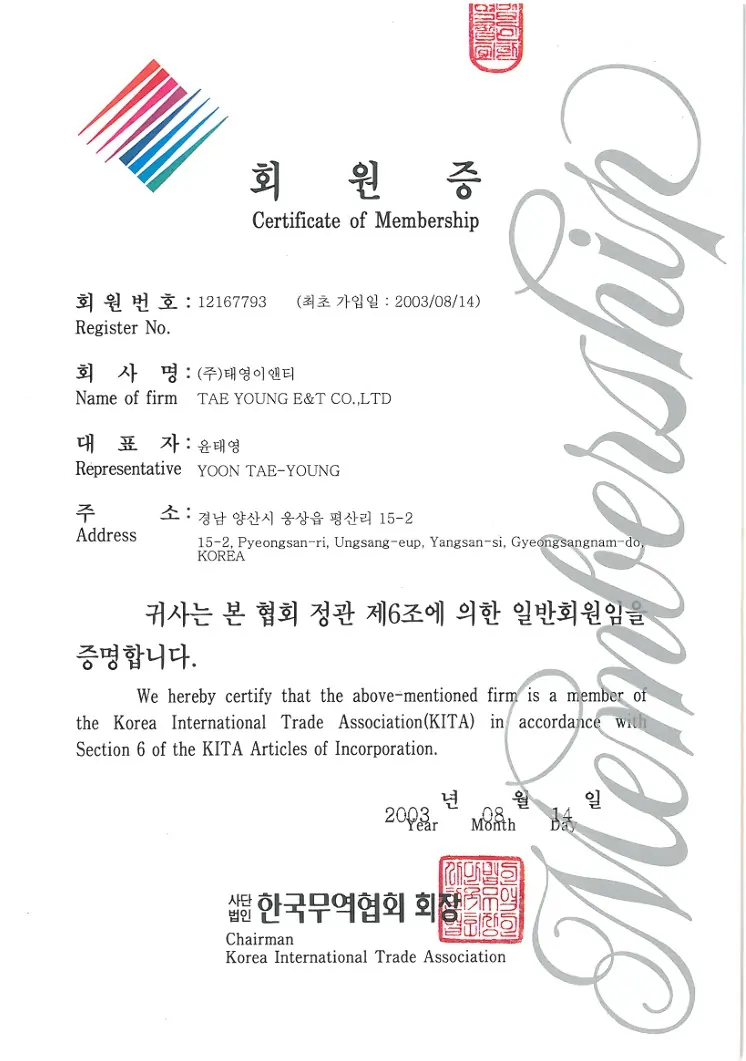 회 원 증
Certificate of Membership
회원번호 : 12167793 (최초 가입일 : 2003/08/14)
Register No.
회 사 명 : (주)태영이앤티
Name of firm TAE YOUNG E&T CO.,LTD
대 표 자 : 윤태영
Representative YOON TAE-YOUNG
주 소 : 경남 양산시 웅상읍 평산리 15-2
Address 15-2, Pyeongsan-ri, Ungsang-eup, Yangsan-si, Gyeongsangnam-do,
KOREA
귀사는 본 협회 정관 제6조에 의한 일반회원임을
증명합니다.
We hereby certify that the above-mentioned firm is a member of
the Korea International Trade Association(KITA) in accordance with
Section 6 of the KITA Articles of Incorporation.
2003 년 08 월 14 일
Year Month Day
사단법인 한국무역협회 회장
Chairman
Korea International Trade Association
Membership